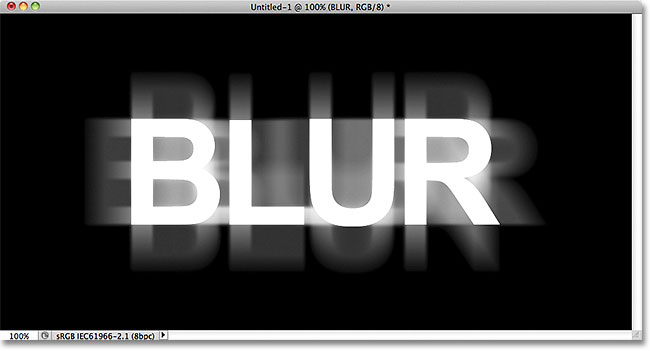 Untitled-1 @ 100% (BLUR, RGB/8) *
BLUR
100% sRGB IEC61966-2.1 (8bpc)